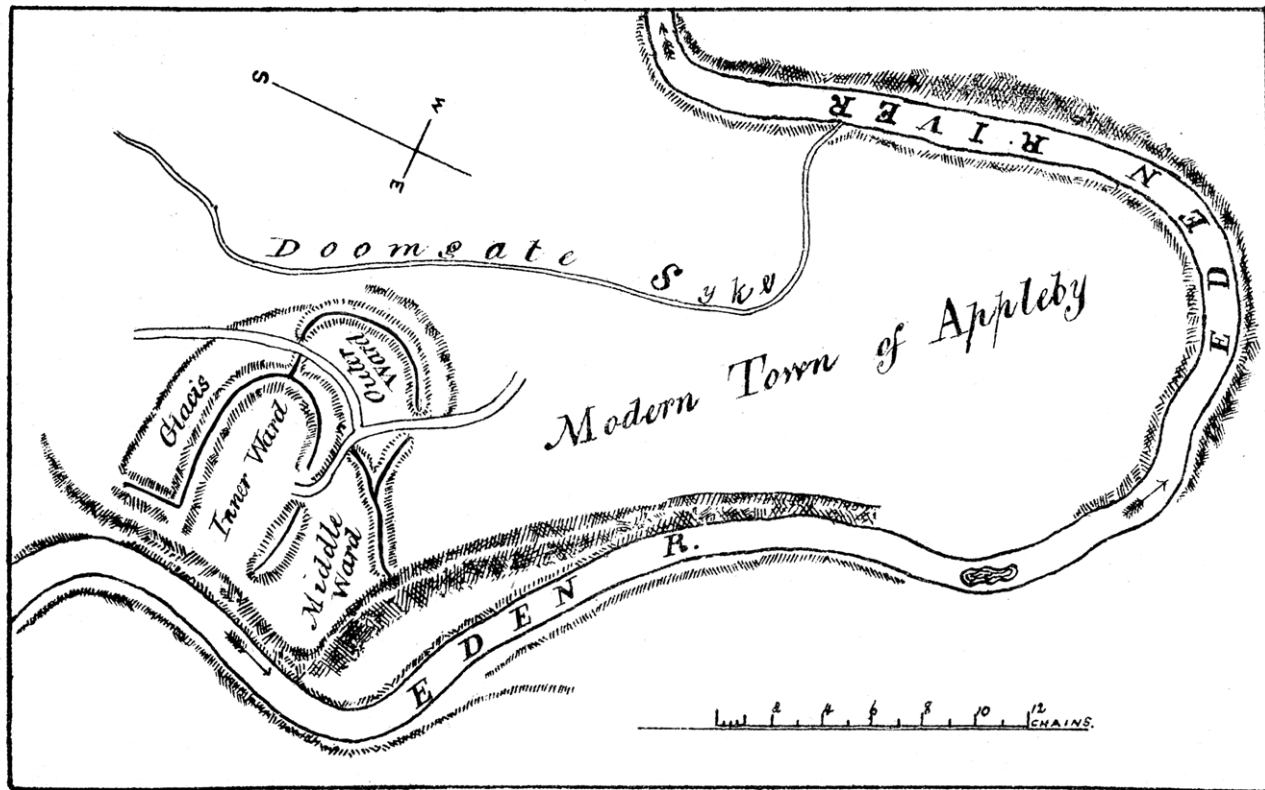 S
W
E
RIVER
EDEN
Doomgate Syke
Modern Town of Appleby
Outer
Ward
Glacis
Inner Ward
Middle
Ward
R.
EDEN
2 4 6 8 10 12
CHAINS.